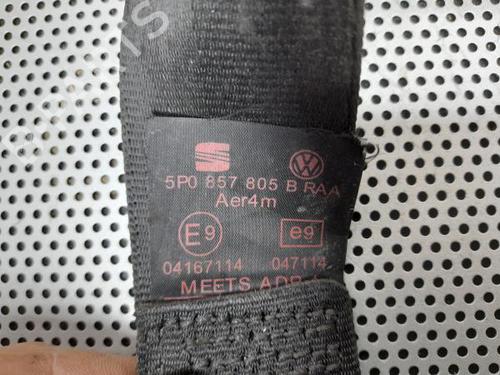 5P0 857 805 B RAA
Aer4m
E9 e9
04167114 047114
MEETS ADR